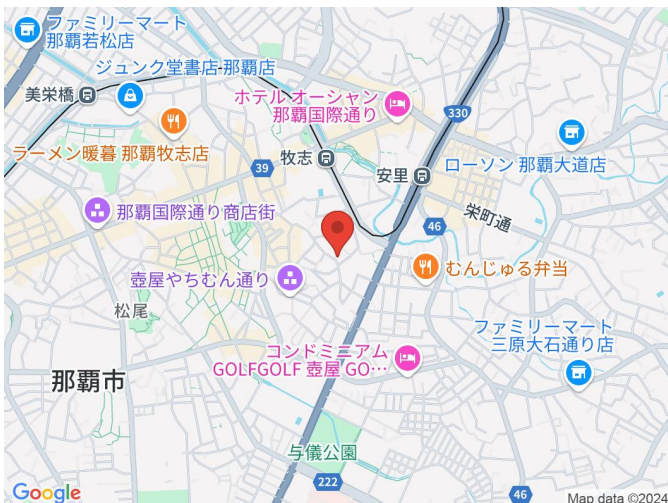 ファミリーマート
那覇若松店
ジュンク堂書店 那覇店
美栄橋
ホテル オーシャン
那覇国際通り
330
ラーメン暖暮 那覇牧志店
牧志
ローソン 那覇大道店
39
安里
那覇国際通り商店街
栄町通
46
壺屋やちむん通り
むんじゅる弁当
松尾
ファミリーマート
三原大石通り店
コンドミニアム
GOLFGOLF 壺屋 GO…
那覇市
与儀公園
222
46
Google
Map data ©2024